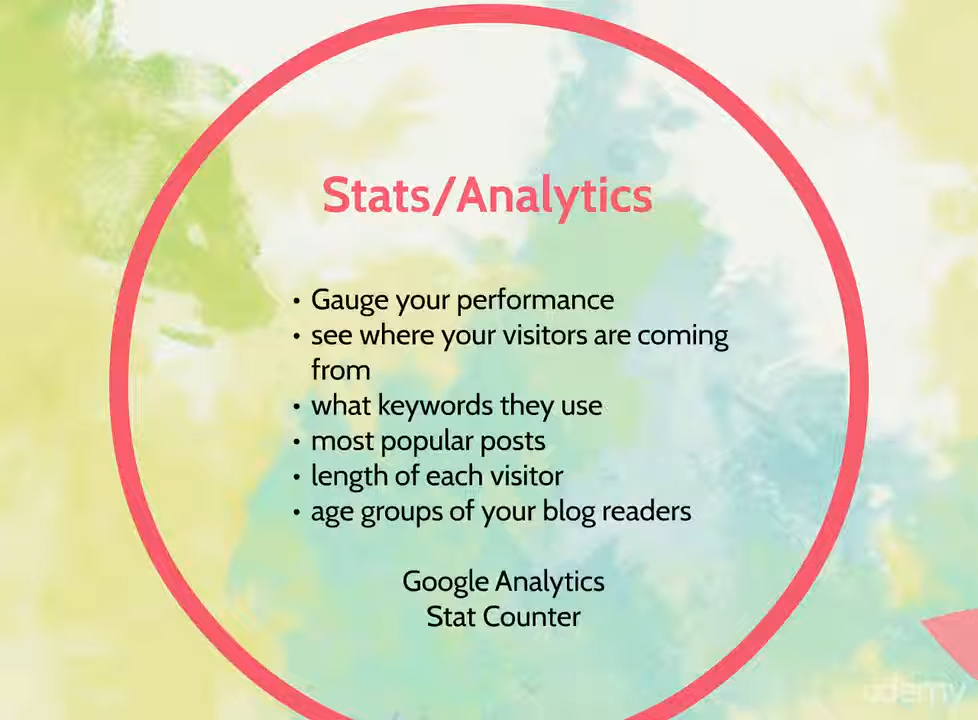 Stats/Analytics
• Gauge your performance
• see where your visitors are coming
from
• what keywords they use
• most popular posts
• length of each visitor
• age groups of your blog readers
Google Analytics
Stat Counter
udemy